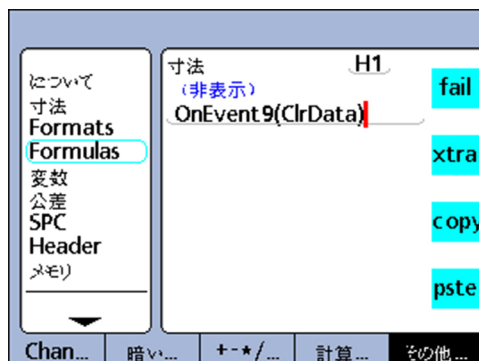 について
寸法
Formats
Formulas
変数
公差
SPC
Header
メモリ
寸法 H1
(非表示)
OnEvent9(ClrData)
fail
xtra
copy
pste
Chan...
暗い...
+-*/...
計算...
その他...